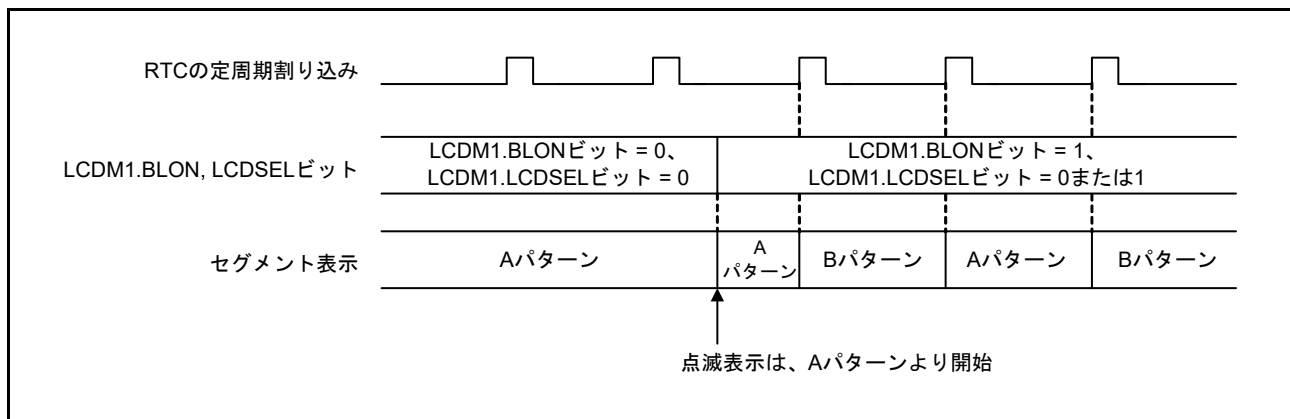 RTCの定周期割り込み
LCDM1.BLON, LCDSELビット
LCDM1.BLONビット = 0、
LCDM1.LCDSELビット = 0
LCDM1.BLONビット = 1、
LCDM1.LCDSELビット = 0または1
セグメント表示
Aパターン
A
パターン
Bパターン
Aパターン
Bパターン
点滅表示は、Aパターンより開始